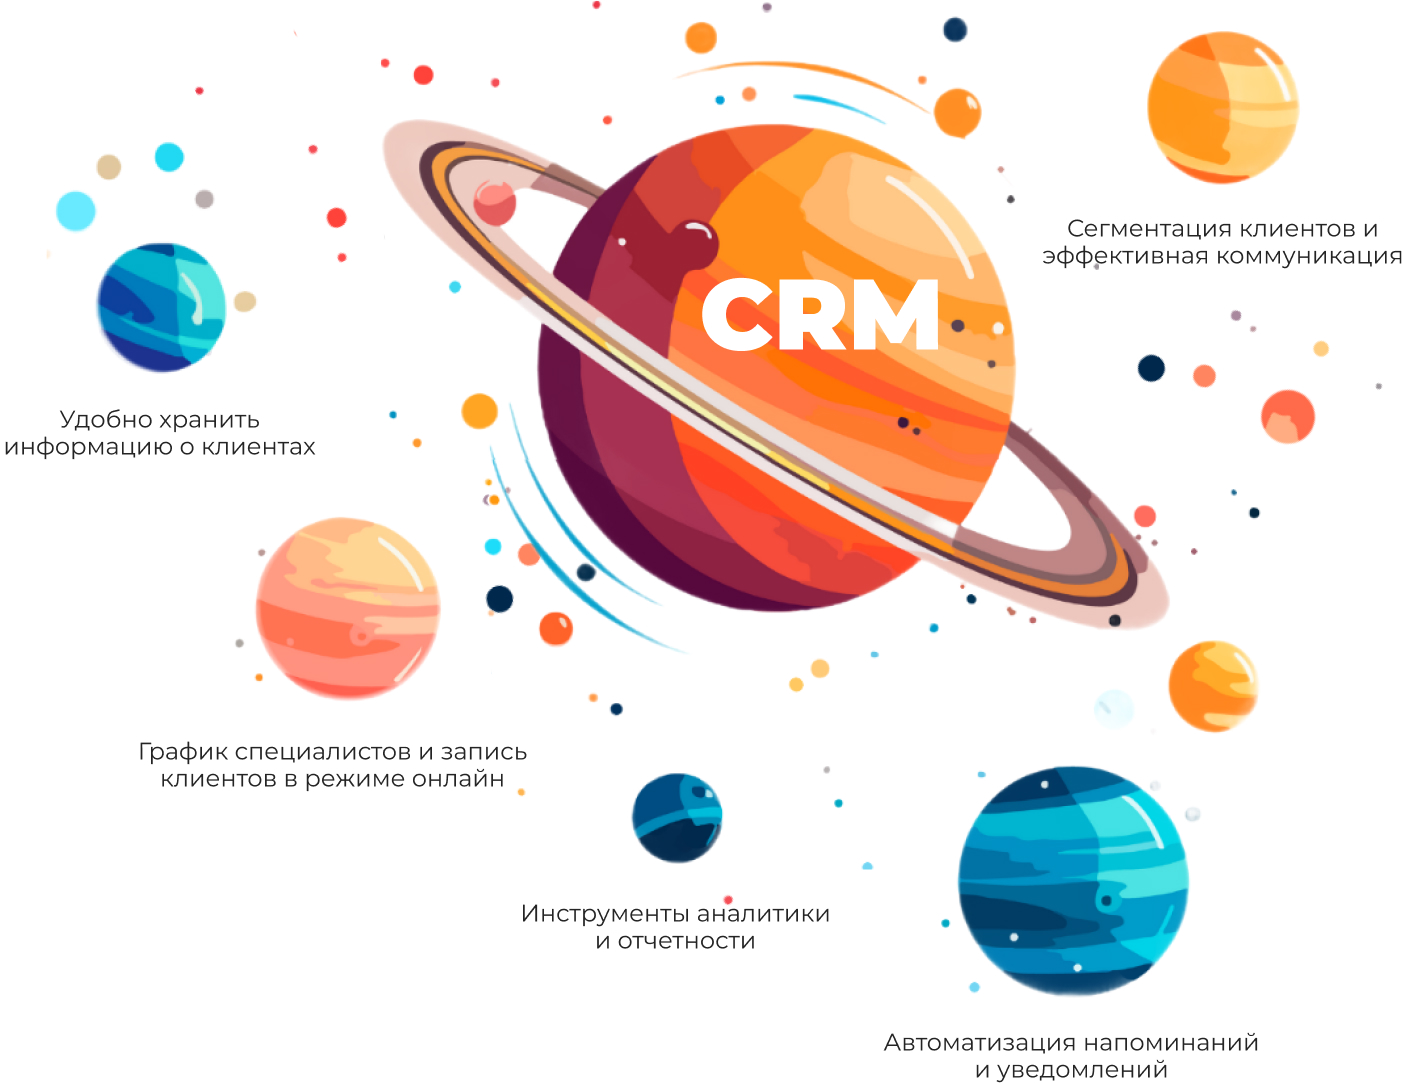 CRM
Сегментация клиентов и
эффективная коммуникация
Удобно хранить
информацию о клиентах
График специалистов и запись
клиентов в режиме онлайн
Инструменты аналитики
и отчетности
Автоматизация напоминаний
и уведомлений